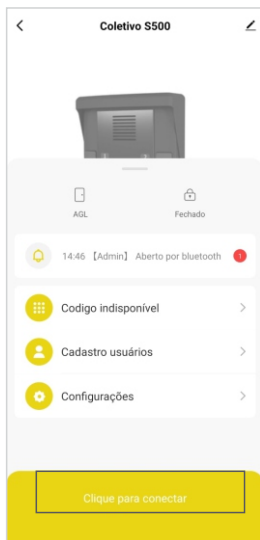 Coletivo S500
AGL
Fechado
14:46 【Admin】 Aberto por bluetooth
1
Codigo indisponível
Cadastro usuários
Configurações
Clique para conectar